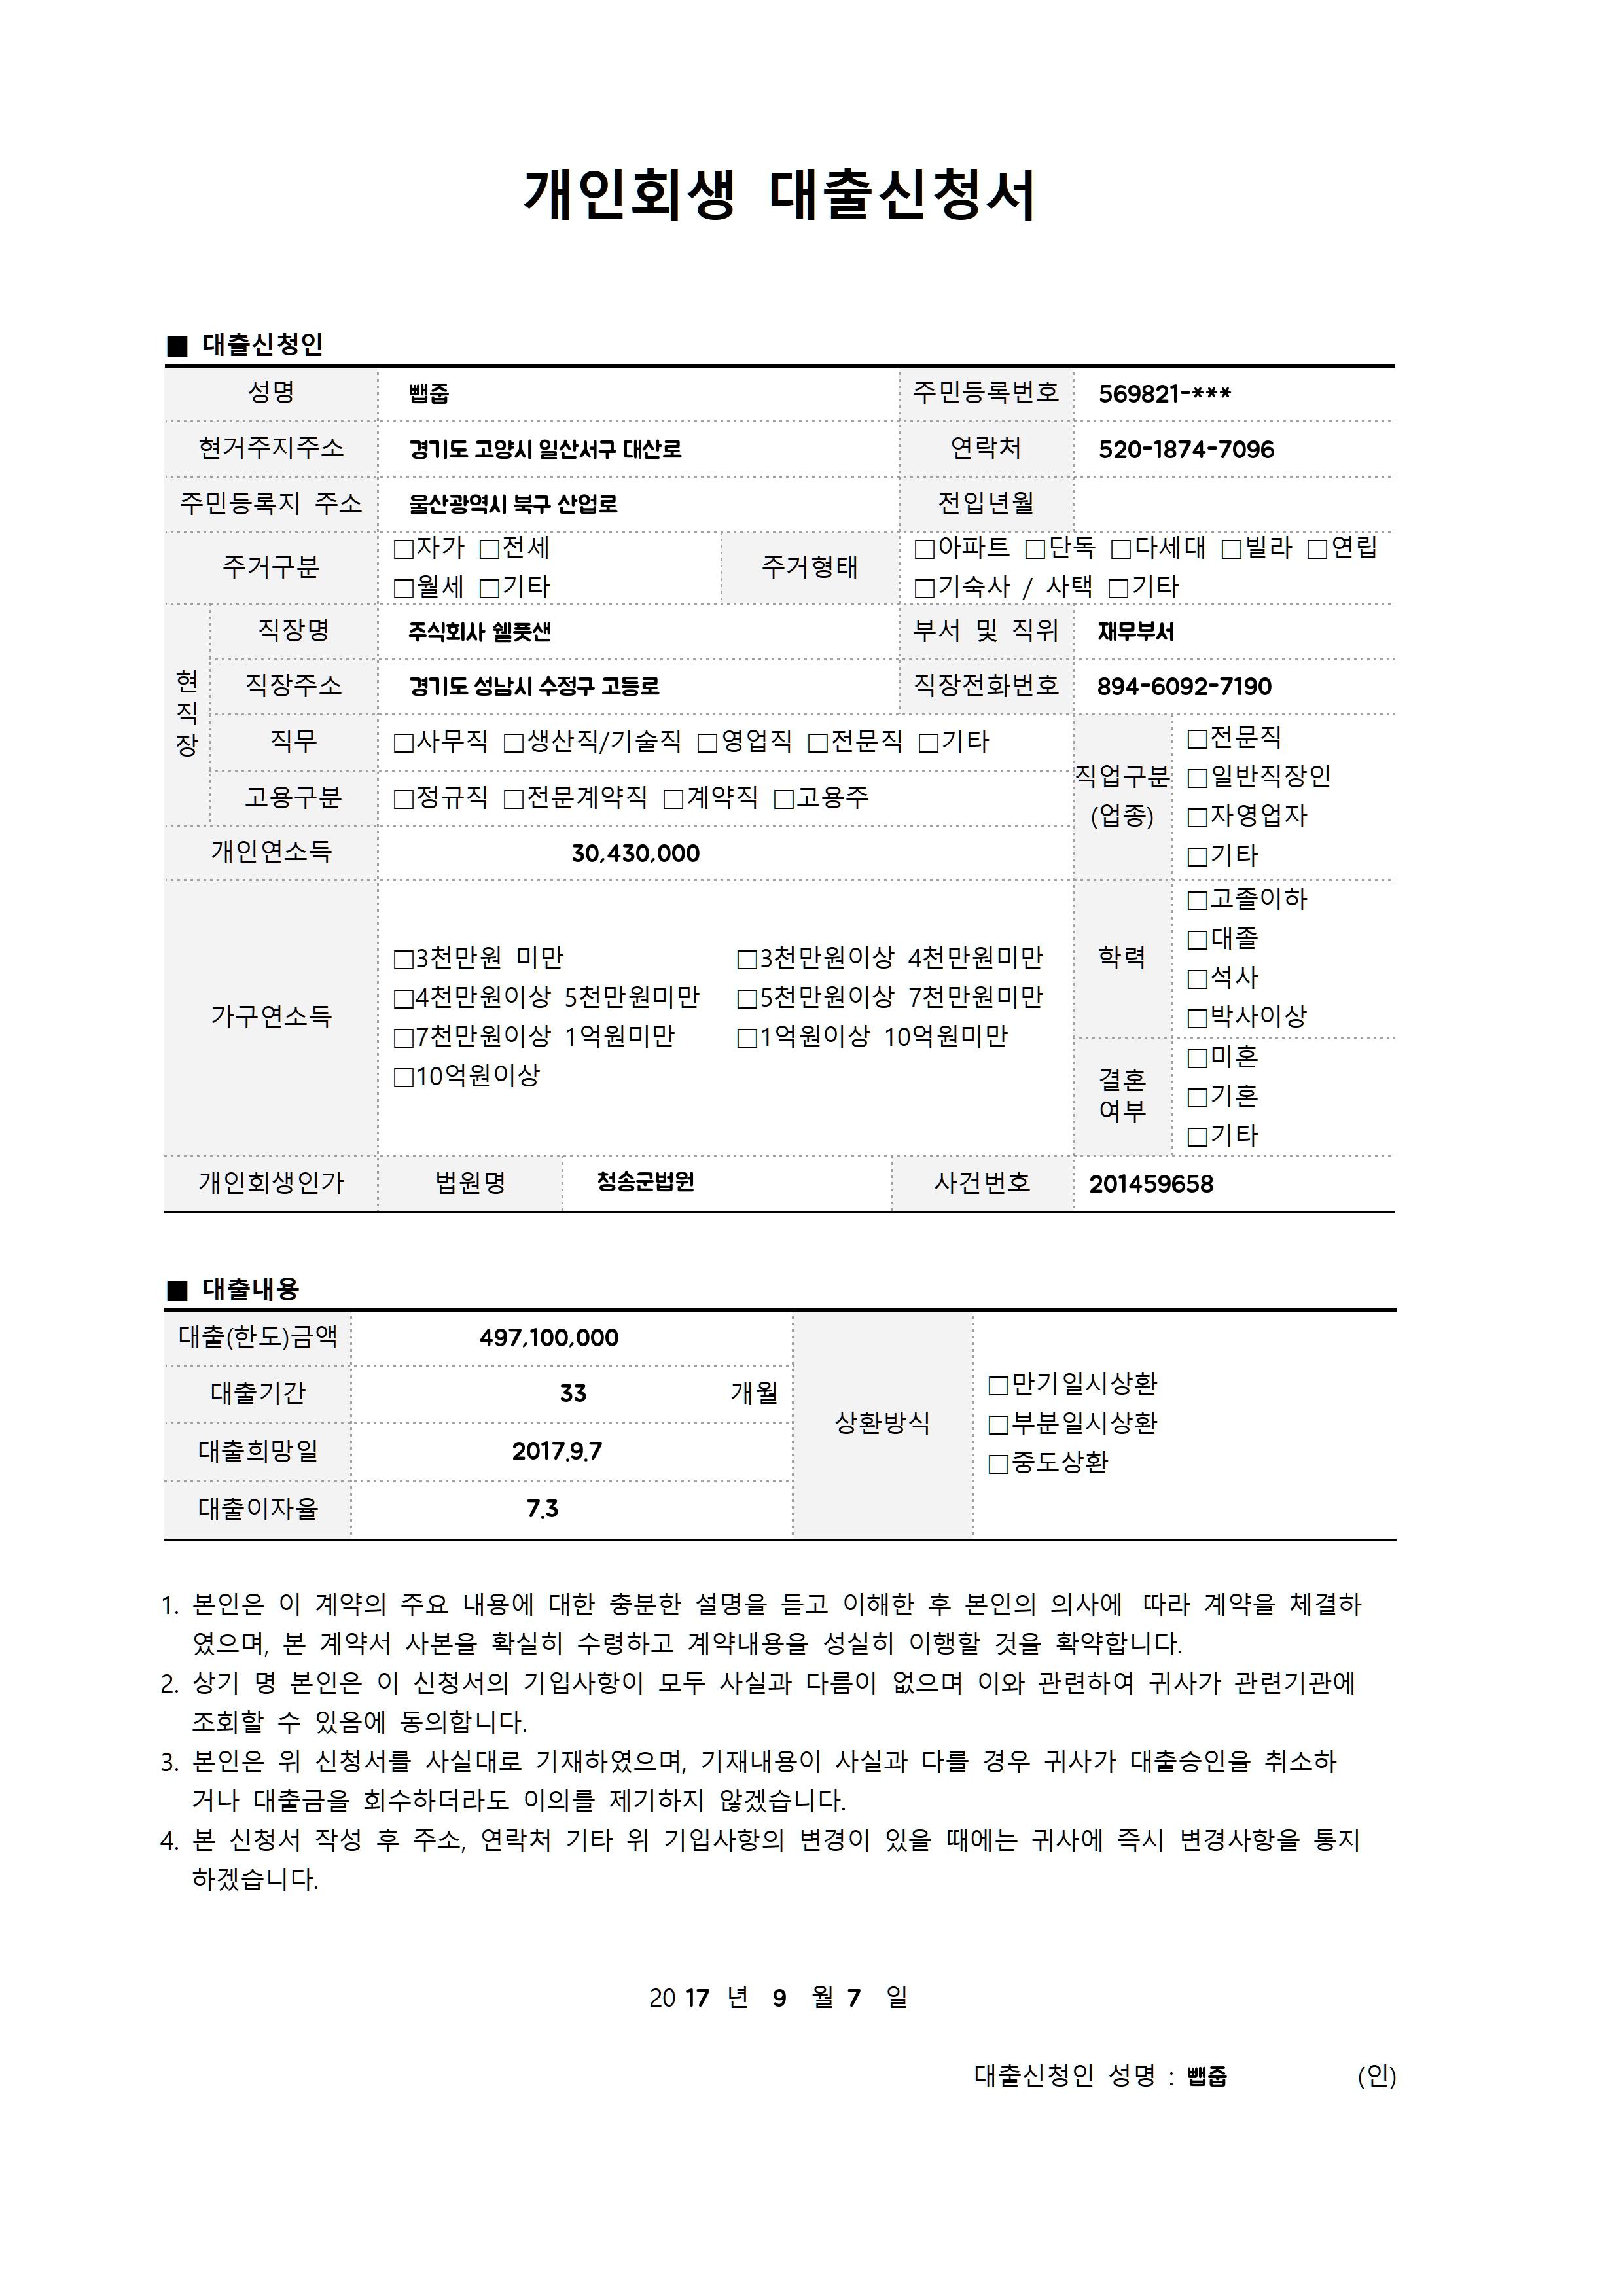 개인회생 대출신청서
■ 대출신청인
성명 뺍줍 주민등록번호 569821-***
현거주지주소 경기도 고양시 일산서구 대산로 연락처 520-1874-7096
주민등록지 주소 울산광역시 북구 산업로 전입년월
주거구분 □자가 □전세 주거형태 □아파트 □단독 □다세대 □빌라 □연립
□월세 □기타 □기숙사 / 사택 □기타
현직장
직장명 주식회사 쉘풋샌 부서 및 직위 재무부서
직장주소 경기도 성남시 수정구 고등로 직장전화번호 894-6092-7190
직무 □사무직 □생산직/기술직 □영업직 □전문직 □기타
고용구분 □정규직 □전문계약직 □계약직 □고용주
직업구분
(업종)
□전문직
□일반직장인
□자영업자
□기타
개인연소득 30,430,000
가구연소득
□3천만원 미만 □3천만원이상 4천만원미만
□4천만원이상 5천만원미만 □5천만원이상 7천만원미만
□7천만원이상 1억원미만 □1억원이상 10억원미만
□10억원이상
학력
□고졸이하
□대졸
□석사
□박사이상
결혼
여부
□미혼
□기혼
□기타
개인회생인가 법원명 청송군법원 사건번호 201459658
■ 대출내용
대출(한도)금액 497,100,000
대출기간 33 개월
대출희망일 2017.9.7
대출이자율 7.3
상환방식
□만기일시상환
□부분일시상환
□중도상환
1. 본인은 이 계약의 주요 내용에 대한 충분한 설명을 듣고 이해한 후 본인의 의사에 따라 계약을 체결하
였으며, 본 계약서 사본을 확실히 수령하고 계약내용을 성실히 이행할 것을 확약합니다.
2. 상기 명 본인은 이 신청서의 기입사항이 모두 사실과 다름이 없으며 이와 관련하여 귀사가 관련기관에
조회할 수 있음에 동의합니다.
3. 본인은 위 신청서를 사실대로 기재하였으며, 기재내용이 사실과 다를 경우 귀사가 대출승인을 취소하
거나 대출금을 회수하더라도 이의를 제기하지 않겠습니다.
4. 본 신청서 작성 후 주소, 연락처 기타 위 기입사항의 변경이 있을 때에는 귀사에 즉시 변경사항을 통지
하겠습니다.
20 17 년 9 월 7 일
대출신청인 성명 : 뺍줍 (인)